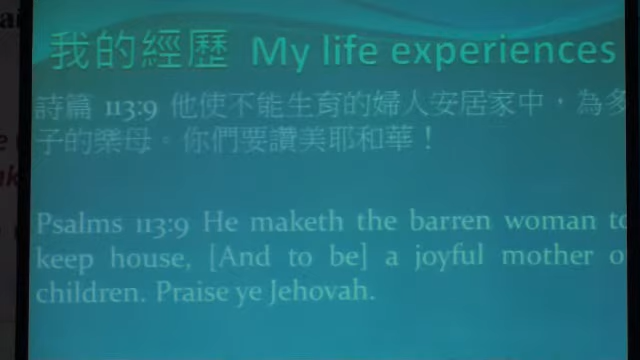 我的經歷 My life experiences
詩篇 113:9 他使不能生育的婦人安居家中，為多
子的樂母。你們要讚美耶和華！
Psalms 113:9 He maketh the barren woman to
keep house, [And to be] a joyful mother o
children. Praise ye Jehovah.